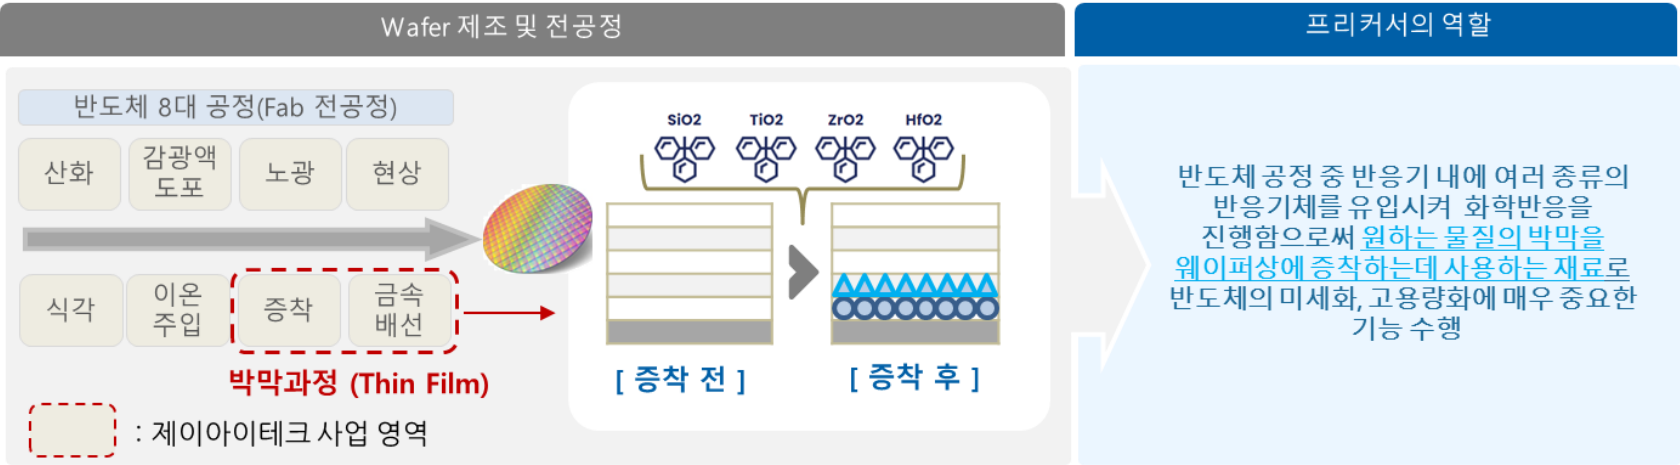 Wafer 제조 및 전공정
프리커서의 역할
반도체 8대 공정(Fab 전공정)
산화
감광액
도포
노광
현상
식각
이온
주입
증착
금속
배선
박막과정 (Thin Film)
: 제이아이테크 사업 영역
SiO2
TiO2
ZrO2
HfO2
[ 증착 전 ]
[ 증착 후 ]
반도체 공정 중 반응기 내에 여러 종류의
반응기체를 유입시켜 화학반응을
진행함으로써 원하는 물질의 박막을
웨이퍼상에 증착하는데 사용하는 재료로
반도체의 미세화, 고용량화에 매우 중요한
기능 수행